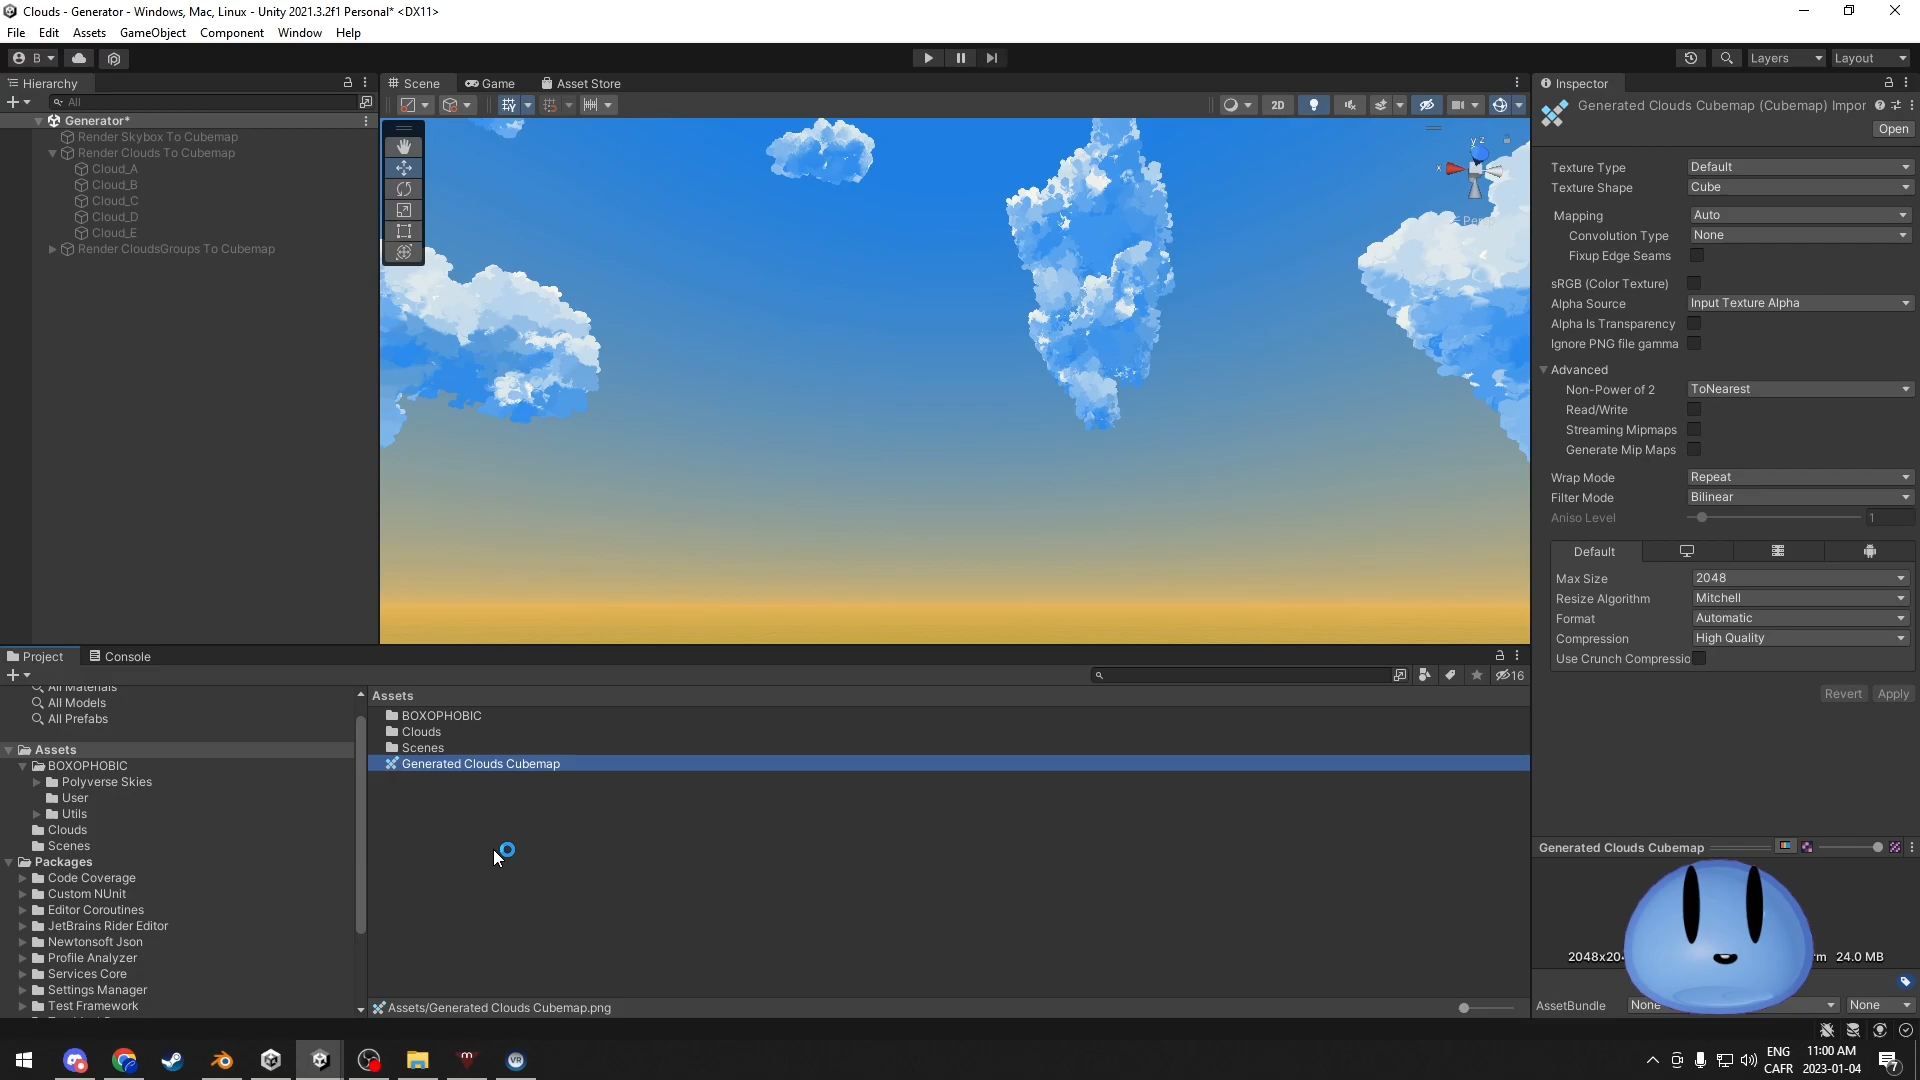 Clouds - Generator - Windows, Mac, Linux - Unity 2021.3.2f1 Personal* <DX11>
File Edit Assets GameObject Component Window Help
B
Layers
Layout
Hierarchy
All
Generator*
Render Skybox To Cubemap
Render Clouds To Cubemap
Cloud_A
Cloud_B
Cloud_C
Cloud_D
Cloud_E
Render CloudsGroups To Cubemap
Scene
Game
Asset Store
2D
y z
x
Inspector
Generated Clouds Cubemap (Cubemap) Impor
Open
Texture Type Default
Texture Shape Cube
Mapping Auto
Convolution Type None
Fixup Edge Seams
sRGB (Color Texture)
Alpha Source Input Texture Alpha
Alpha Is Transparency
Ignore PNG file gamma
Advanced
Non-Power of 2 ToNearest
Read/Write
Streaming Mipmaps
Generate Mip Maps
Wrap Mode Repeat
Filter Mode Bilinear
Aniso Level 1
Default
Max Size 2048
Resize Algorithm Mitchell
Format Automatic
Compression High Quality
Use Crunch Compressio
Revert Apply
Project
Console
16
All Materials
All Models
All Prefabs
Assets
BOXOPHOBIC
Polyverse Skies
User
Utils
Clouds
Scenes
Packages
Code Coverage
Custom NUnit
Editor Coroutines
JetBrains Rider Editor
Newtonsoft Json
Profile Analyzer
Services Core
Settings Manager
Test Framework
Assets
BOXOPHOBIC
Clouds
Scenes
Generated Clouds Cubemap
Assets/Generated Clouds Cubemap.png
Generated Clouds Cubemap
2048x20
rm 24.0 MB
AssetBundle None None
ENG
CAFR
11:00 AM
2023-01-04
7